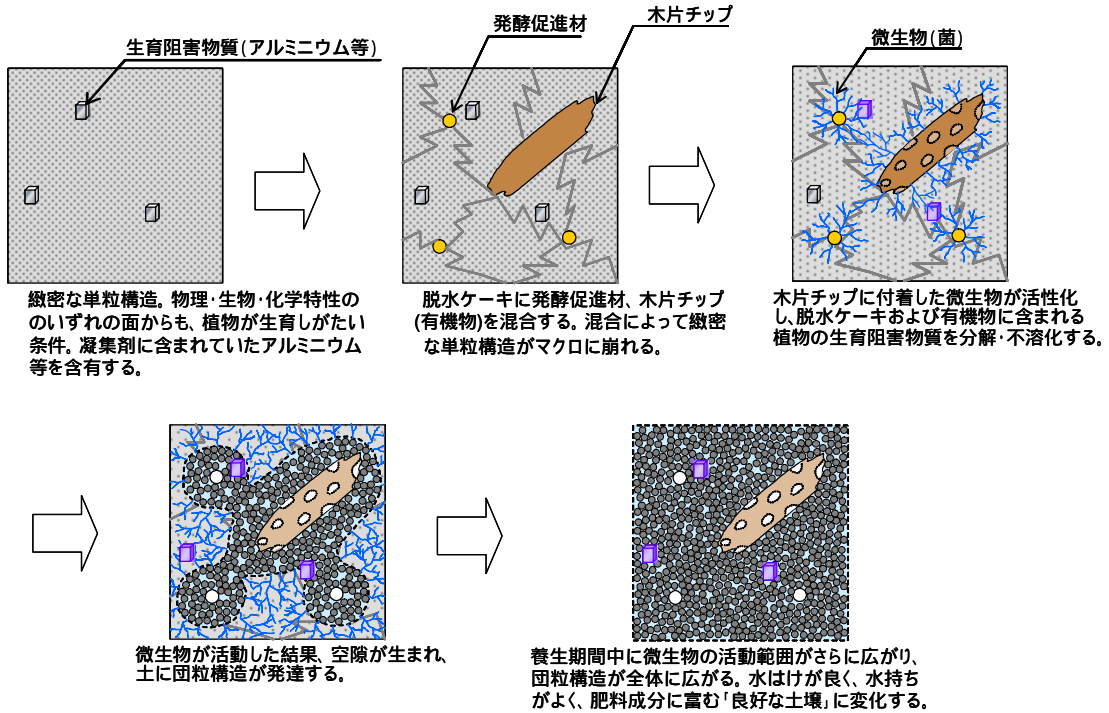 生育阻害物質(アルミニウム等)
発酵促進材
木片チップ
微生物(菌)
緻密な単粒構造。物理・生物・化学特性の
のいずれの面からも、植物が生育しがたい
条件。凝集剤に含まれていたアルミニウム
等を含有する。
脱水ケーキに発酵促進材、木片チップ
(有機物)を混合する。混合によって緻密
な単粒構造がマクロに崩れる。
木片チップに付着した微生物が活性化
し、脱水ケーキおよび有機物に含まれる
植物の生育阻害物質を分解・不溶化する。
微生物が活動した結果、空隙が生まれ、
土に団粒構造が発達する。
養生期間中に微生物の活動範囲がさらに広がり、
団粒構造が全体に広がる。水はけが良く、水持ち
がよく、肥料成分に富む「良好な土壌」に変化する。